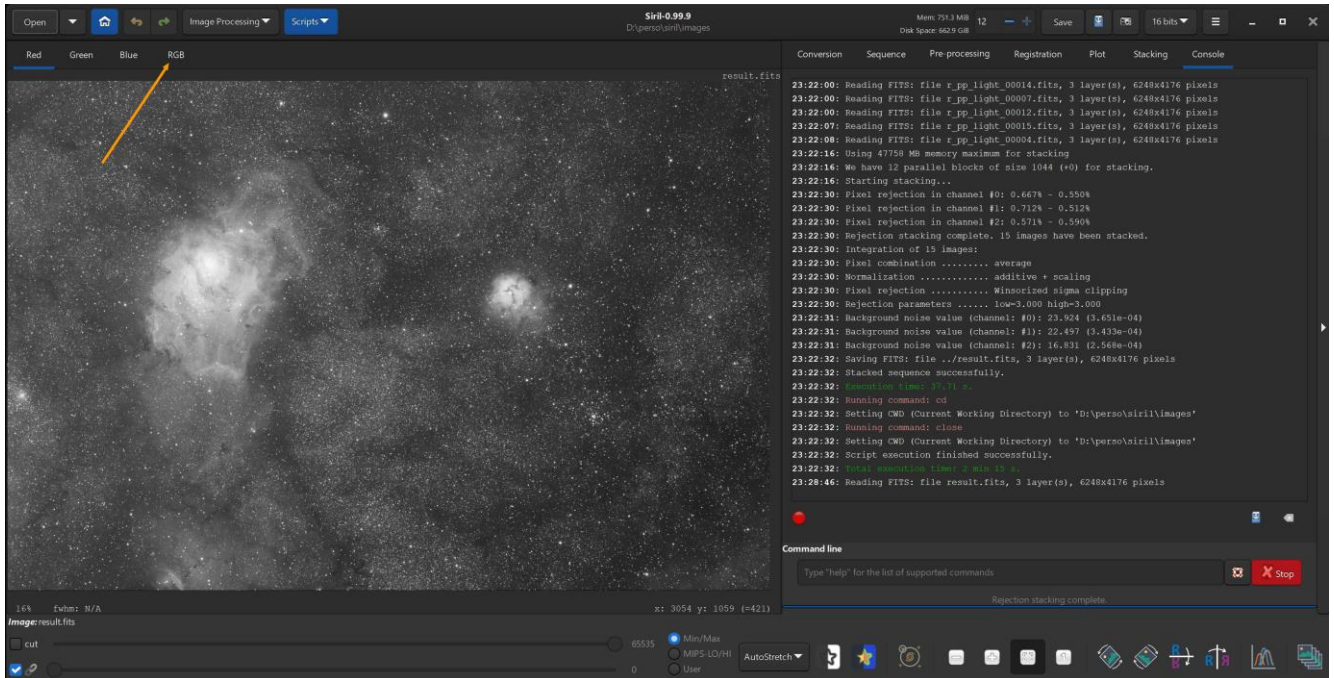 Open
Image Processing
Scripts
Siril-0.99.9
D:\perso\siril\images
Mem: 751.3 MiB
Disk Space: 662.9 GiB
12
Save
16 bits
Red Green Blue RGB
result.fits
Conversion Sequence Pre-processing Registration Plot Stacking Console
23:22:00: Reading FITS: file r_pp_light_00014.fits, 3 layer(s), 6248x4176 pixels
23:22:00: Reading FITS: file r_pp_light_00007.fits, 3 layer(s), 6248x4176 pixels
23:22:00: Reading FITS: file r_pp_light_00012.fits, 3 layer(s), 6248x4176 pixels
23:22:07: Reading FITS: file r_pp_light_00015.fits, 3 layer(s), 6248x4176 pixels
23:22:08: Reading FITS: file r_pp_light_00004.fits, 3 layer(s), 6248x4176 pixels
23:22:16: Using 47758 MB memory maximum for stacking
23:22:16: We have 12 parallel blocks of size 1044 (+0) for stacking.
23:22:16: Starting stacking...
23:22:30: Pixel rejection in channel #0: 0.667% - 0.550%
23:22:30: Pixel rejection in channel #1: 0.712% - 0.512%
23:22:30: Pixel rejection in channel #2: 0.571% - 0.590%
23:22:30: Rejection stacking complete. 15 images have been stacked.
23:22:30: Integration of 15 images:
23:22:30: Pixel combination ......... average
23:22:30: Normalization ............. additive + scaling
23:22:30: Pixel rejection ........... Winsorized sigma clipping
23:22:30: Rejection parameters ...... low=3.000 high=3.000
23:22:31: Background noise value (channel: #0): 23.924 (3.651e-04)
23:22:31: Background noise value (channel: #1): 22.497 (3.433e-04)
23:22:31: Background noise value (channel: #2): 16.831 (2.568e-04)
23:22:32: Saving FITS: file ../result.fits, 3 layer(s), 6248x4176 pixels
23:22:32: Stacked sequence successfully.
23:22:32: Execution time: 37.71 s.
23:22:32: Running command: cd
23:22:32: Setting CWD (Current Working Directory) to 'D:\perso\siril\images'
23:22:32: Running command: close
23:22:32: Setting CWD (Current Working Directory) to 'D:\perso\siril\images'
23:22:32: Script execution finished successfully.
23:22:32: Total execution time: 2 min 15 s.
23:28:46: Reading FITS: file result.fits, 3 layer(s), 6248x4176 pixels
Command line
Type "help" for the list of supported commands
Stop
Rejection stacking complete.
16% fwhm: N/A
x: 3054 y: 1059 (=421)
Image: result.fits
cut
65535
0
Min/Max
MIPS-LO/HI
User
AutoStretch